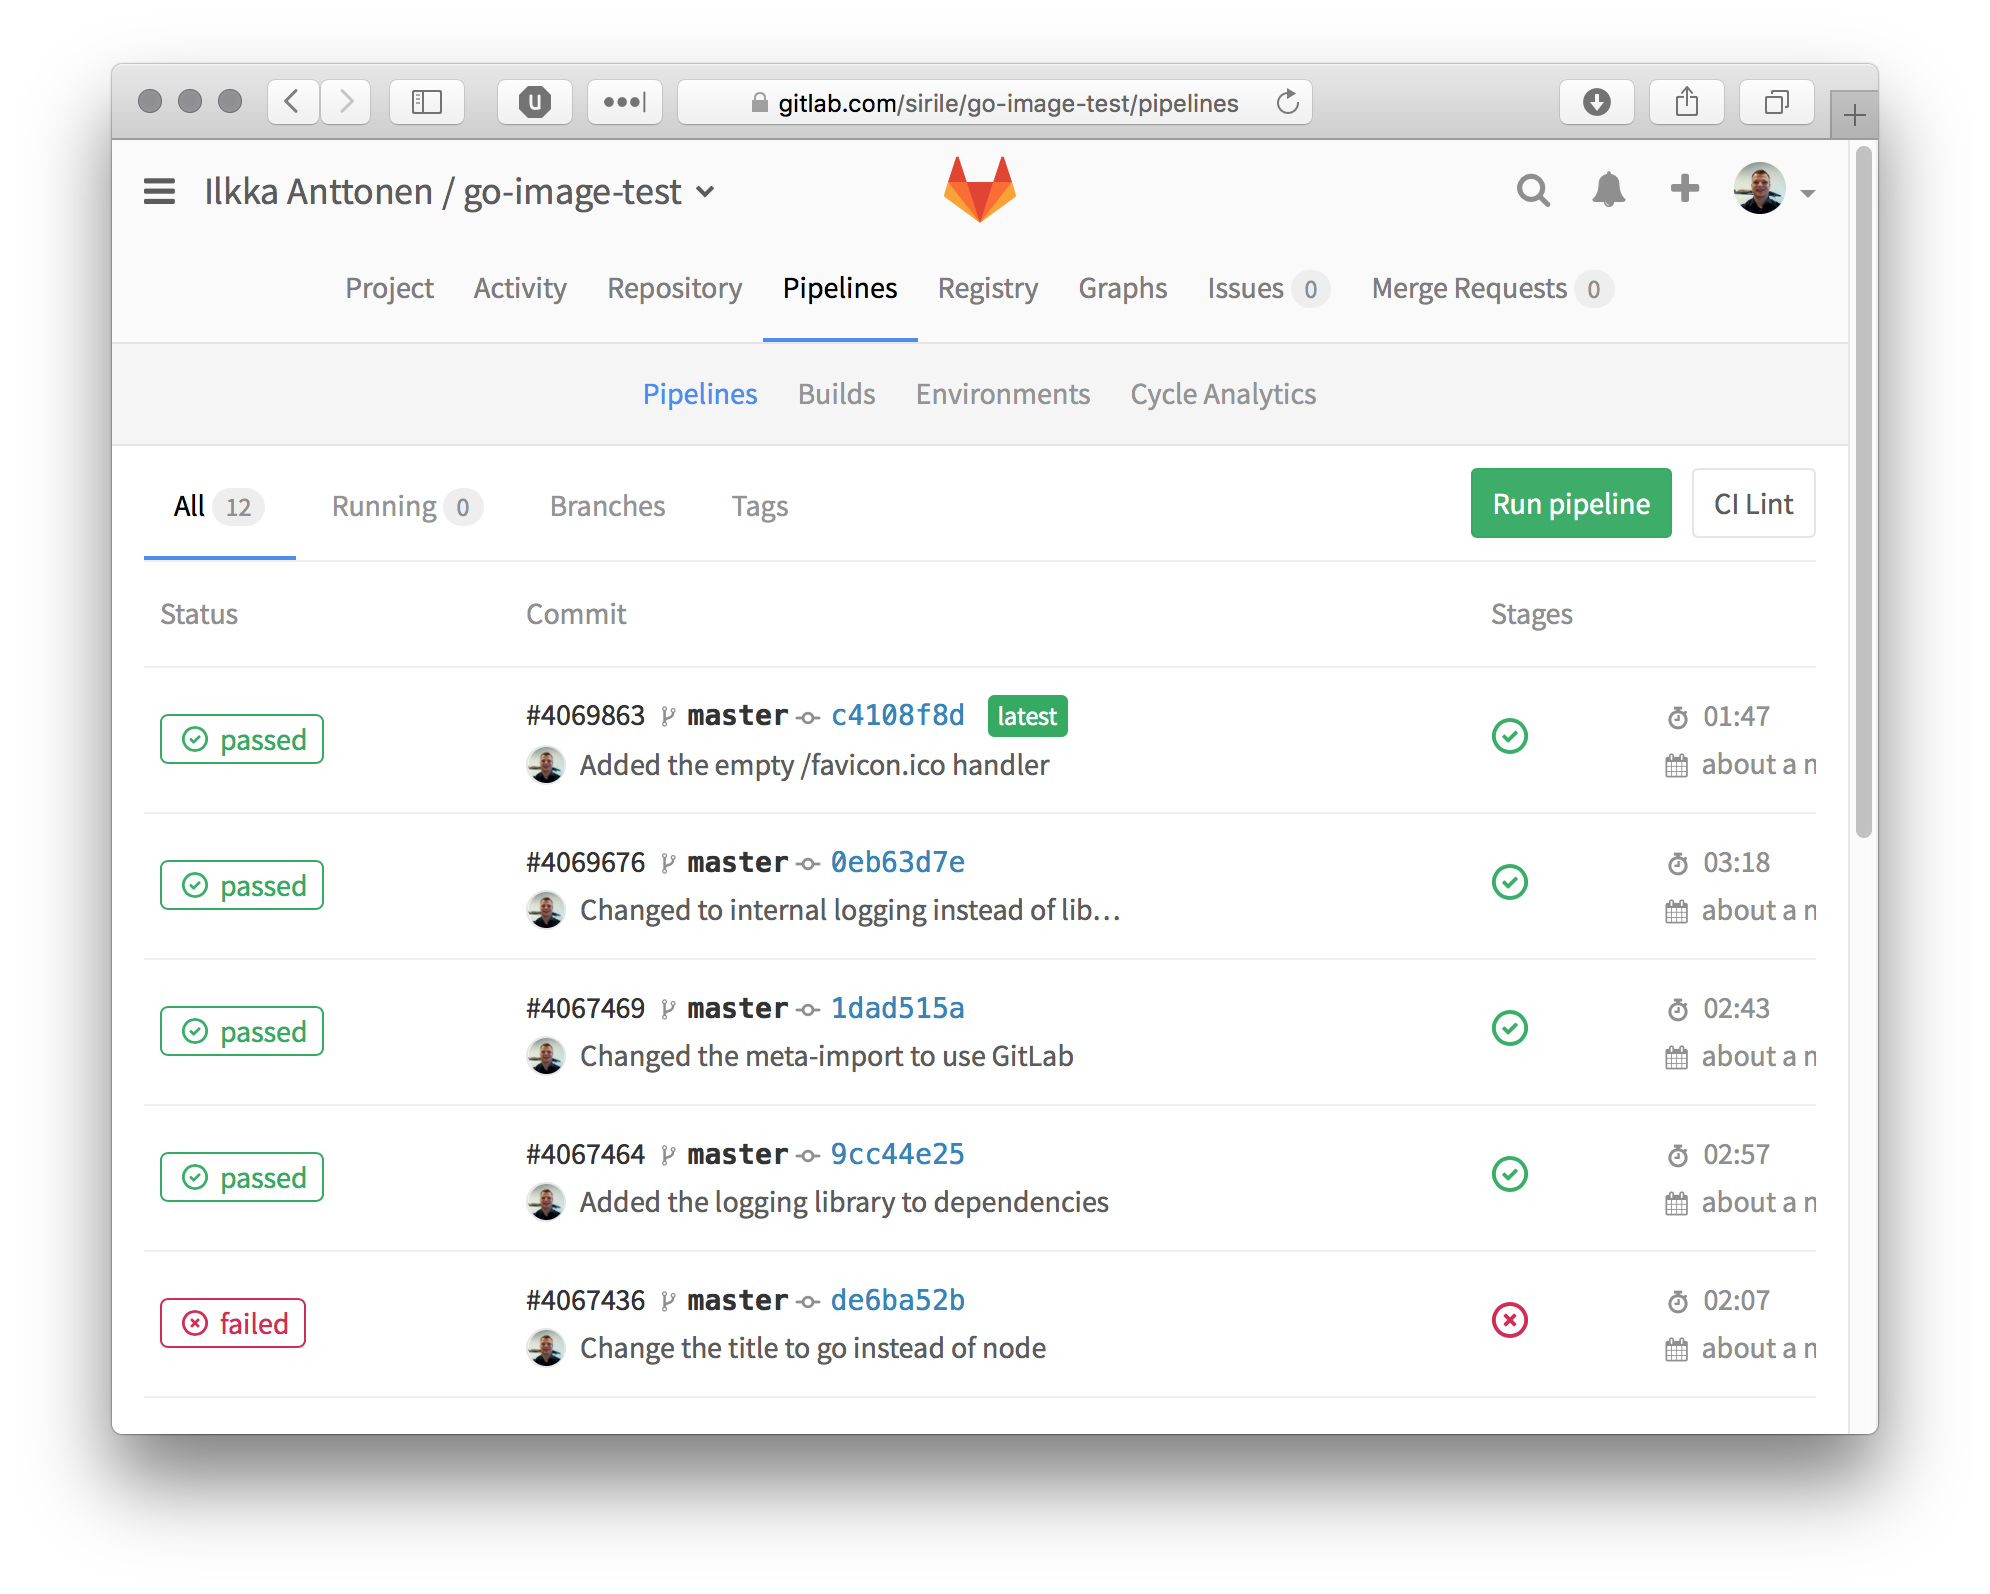 gitlab.com/sirile/go-image-test/pipelines
Ilkka Anttonen / go-image-test
Project Activity Repository Pipelines Registry Graphs Issues 0 Merge Requests 0
Pipelines Builds Environments Cycle Analytics
All 12 Running 0 Branches Tags Run pipeline CI Lint
Status Commit Stages
passed #4069863 master c4108f8d latest 01:47
Added the empty /favicon.ico handler about a
passed #4069676 master 0eb63d7e 03:18
Changed to internal logging instead of lib… about a
passed #4067469 master 1dad515a 02:43
Changed the meta-import to use GitLab about a
passed #4067464 master 9cc44e25 02:57
Added the logging library to dependencies about a
failed #4067436 master de6ba52b 02:07
Change the title to go instead of node about a